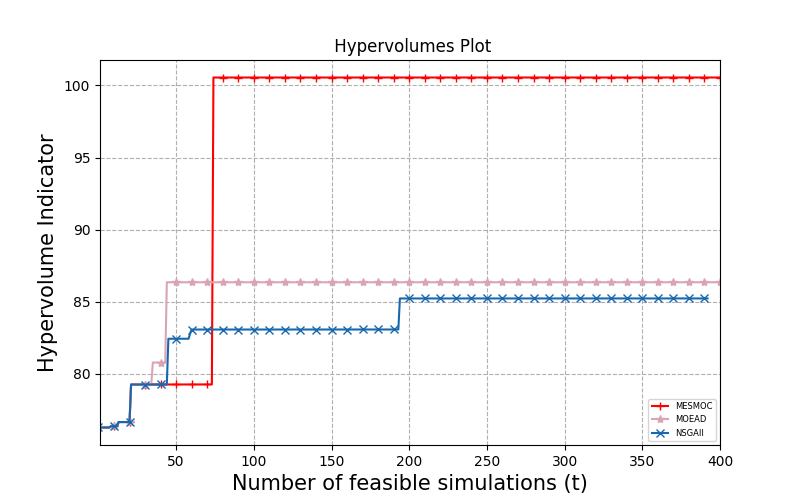 Hypervolumes Plot
Hypervolume Indicator
100
95
90
85
80
50 100 150 200 250 300 350 400
Number of feasible simulations (t)
MESMOC
MOEAD
NSGAII